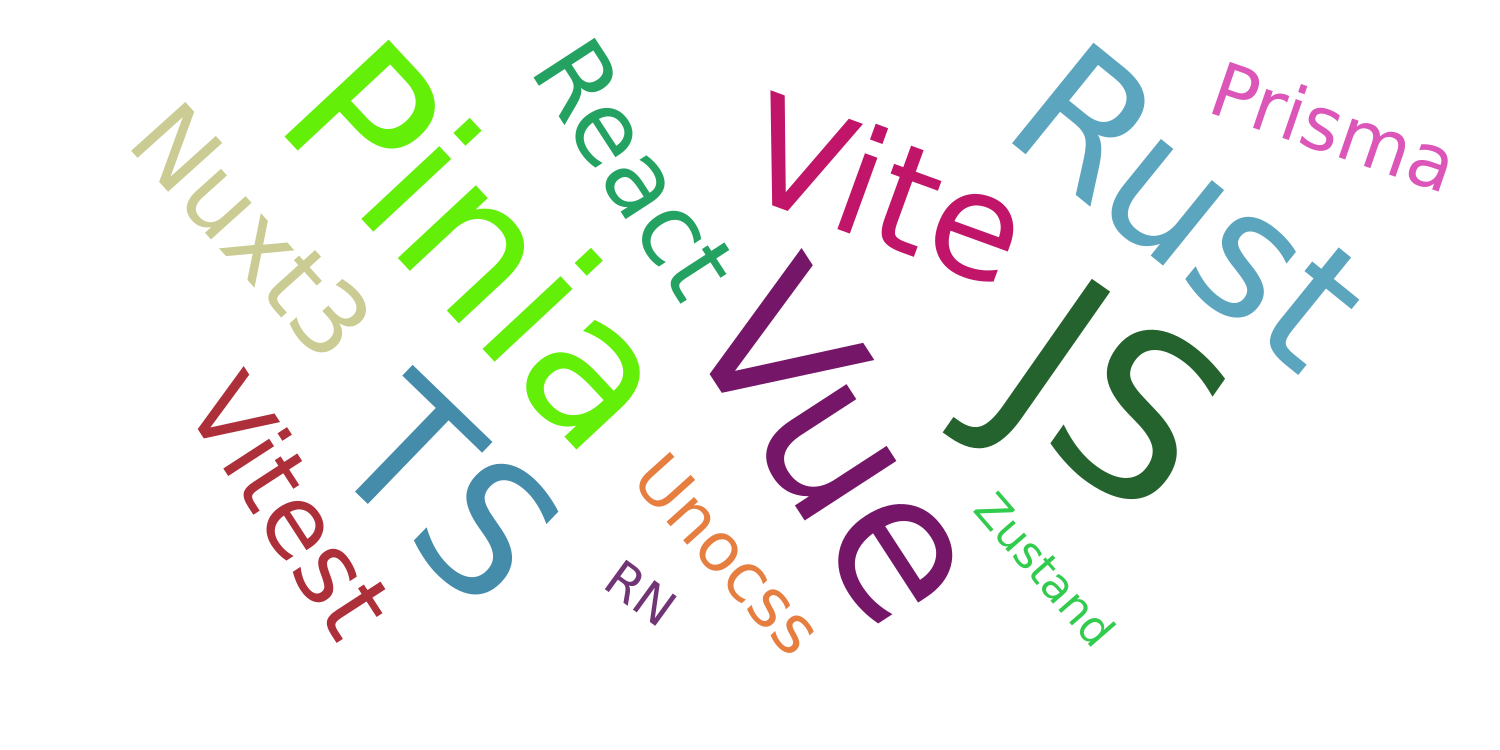 Nuxt3
Pinia
React
Vite
Rust
Prisma
Vitest
TS
Unocss
RN
Vue
JS
Zustand